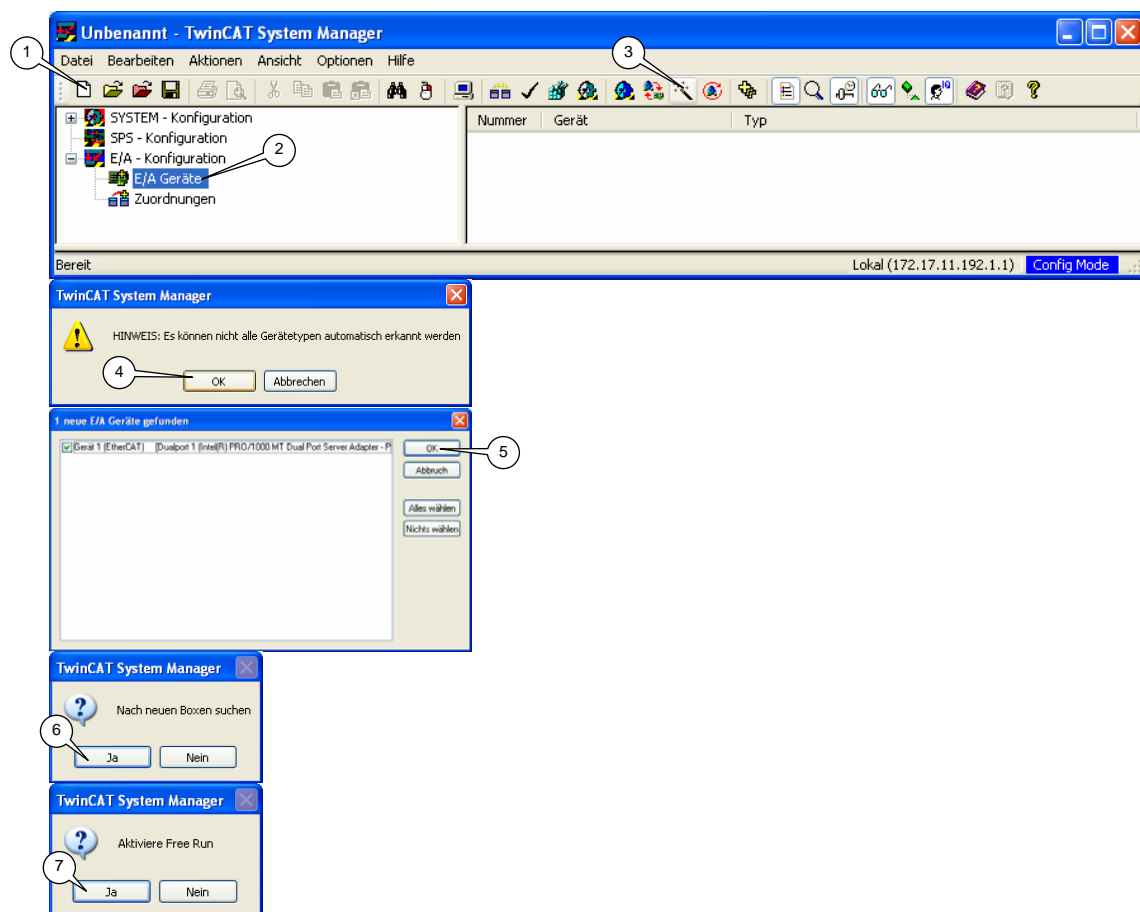 Unbenannt - TwinCAT System Manager
1
3
Datei Bearbeiten Aktionen Ansicht Optionen Hilfe
SYSTEM - Konfiguration
SPS - Konfiguration
E/A - Konfiguration
2
E/A Geräte
Zuordnungen
Nummer Gerät Typ
Bereit Lokal (172.17.11.192.1.1) Config Mode
TwinCAT System Manager
HINWEIS: Es können nicht alle Gerätetypen automatisch erkannt werden
4
OK Abbrechen
1 neue E/A Geräte gefunden
Gerät 1 (EtherCAT) [Dualport 1 (Intel(R) PRO/1000 MT Dual Port Server Adapter - P
OK
5
Abbruch
Alles wählen
Nichts wählen
TwinCAT System Manager
Nach neuen Boxen suchen
6
Ja Nein
TwinCAT System Manager
Aktiviere Free Run
7
Ja Nein